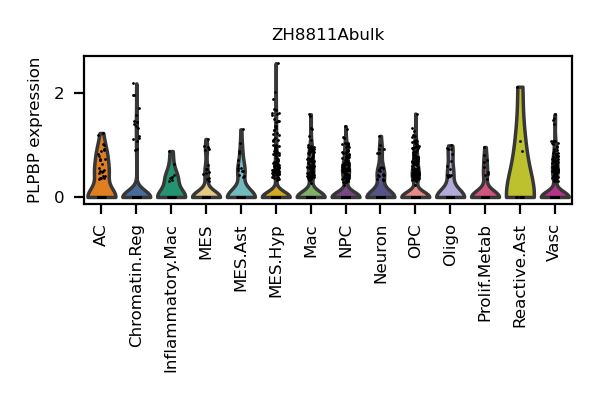 ZH8811Abulk
PLPBP expression
2
0
AC
Chromatin.Reg
Inflammatory.Mac
MES
MES.Ast
MES.Hyp
Mac
NPC
Neuron
OPC
Oligo
Prolif.Metab
Reactive.Ast
Vasc